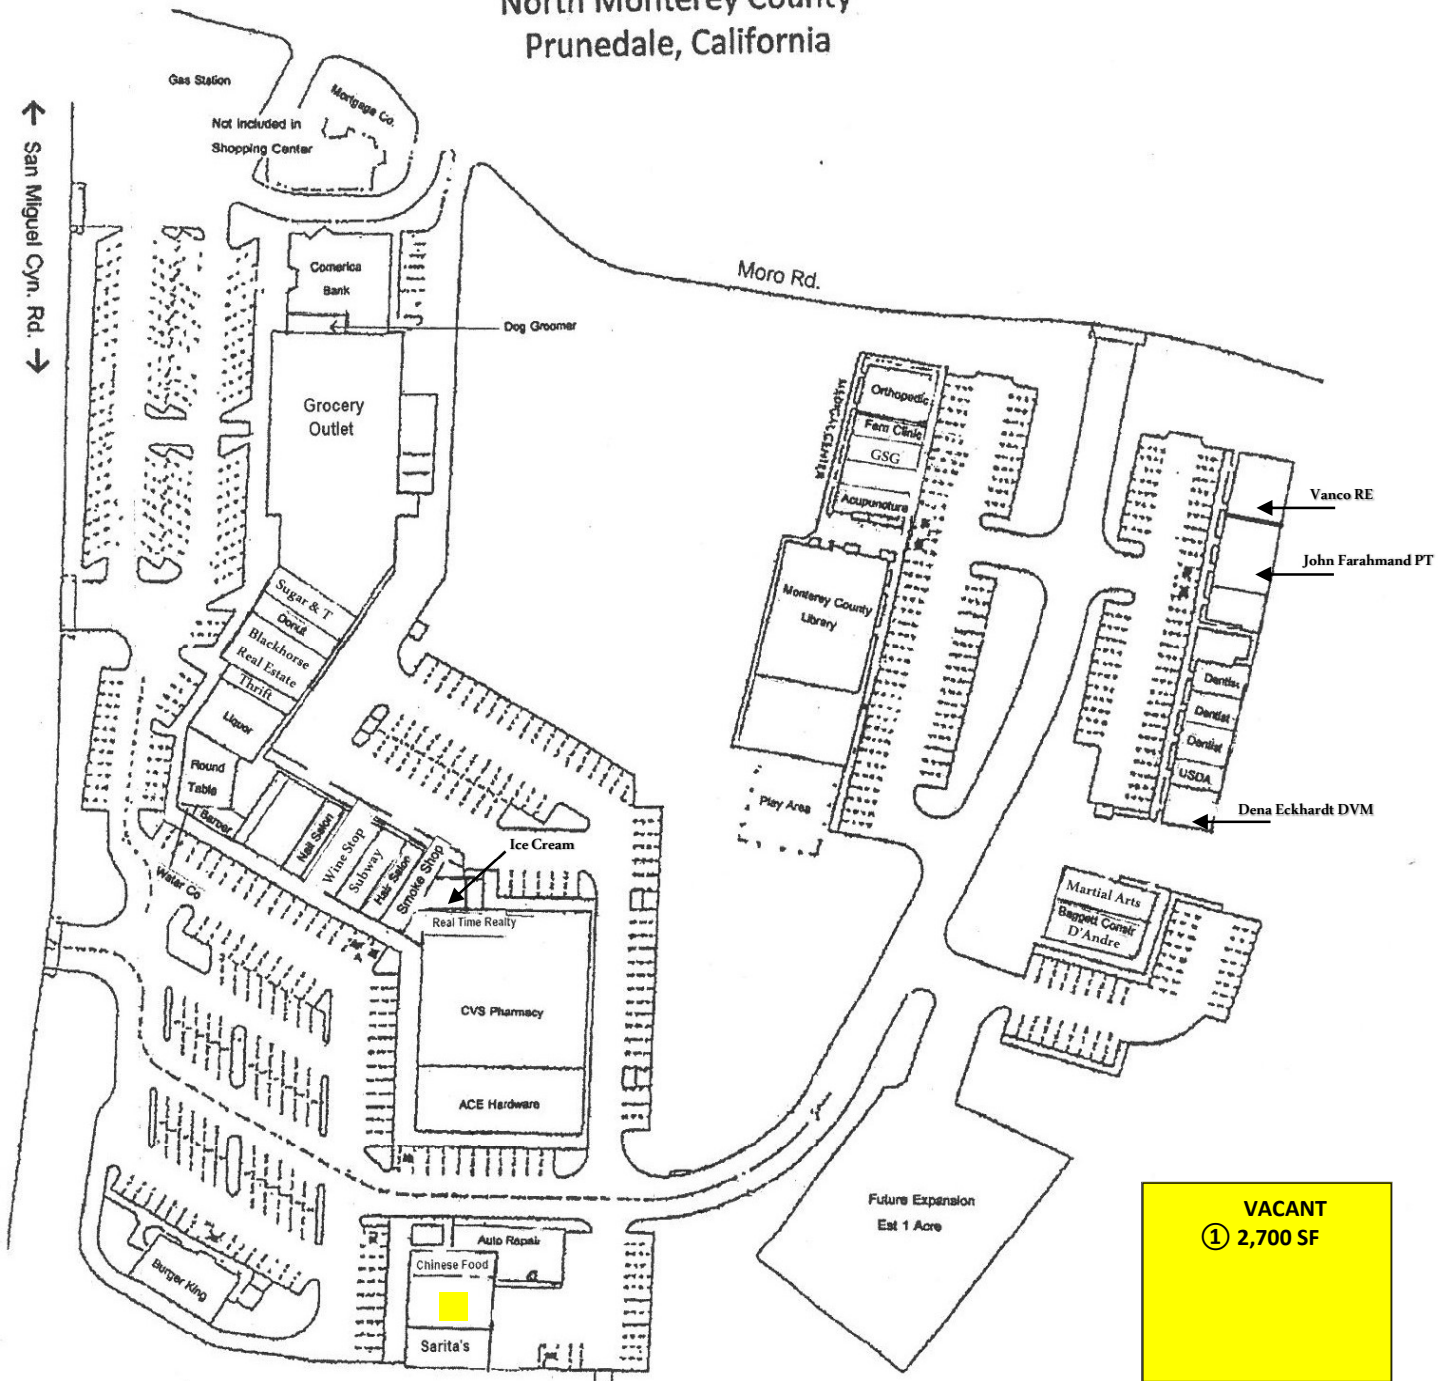 North Monterey County
Prunedale, California
Gas Station
Mortgage Co.
Not Included in
Shopping Center
← San Miguel Cyn. Rd. →
Comerica
Bank
Dog Groomer
Moro Rd.
Grocery
Outlet
MEDICAL CENTER
Orthopedic
Fam Clinic
GSG
Acupuncture
Vanco RE
John Farahmand PT
Monterey County
Library
Sugar & T
Donut
Blackhorse
Real Estate
Thrift
Liquor
Dentist
Dentist
Dentist
USDA
Round
Table
Barber
Play Area
Dena Eckhardt DVM
Nail Salon
Wine Stop
Subway
Hair Salon
Smoke Shop
Ice Cream
Water Co
Real Time Realty
Martial Arts
Baggett Constr
D'Andre
CVS Pharmacy
ACE Hardware
Future Expansion
Est 1 Acre
VACANT
① 2,700 SF
Auto Repair
Chinese Food
Burger King
Sarita's